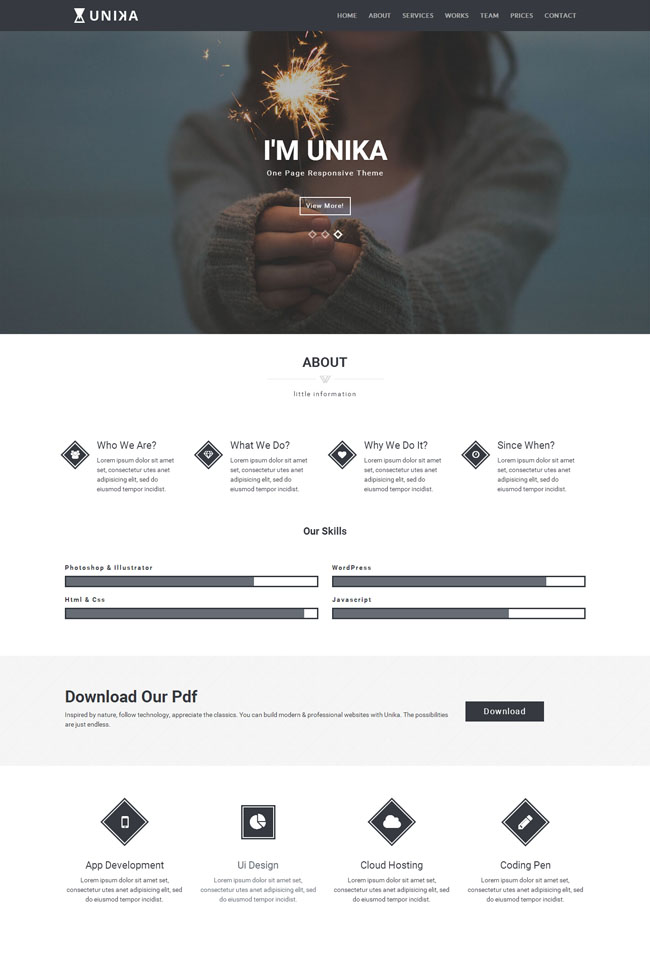 UNIKA
HOME ABOUT SERVICES WORKS TEAM PRICES CONTACT
I'M UNIKA
One Page Responsive Theme
View More!
ABOUT
little information
Who We Are?
Lorem ipsum dolor sit amet
set, consectetur utes anet
adipisicing elit, sed do
eiusmod tempor incidist.
What We Do?
Lorem ipsum dolor sit amet
set, consectetur utes anet
adipisicing elit, sed do
eiusmod tempor incidist.
Why We Do It?
Lorem ipsum dolor sit amet
set, consectetur utes anet
adipisicing elit, sed do
eiusmod tempor incidist.
Since When?
Lorem ipsum dolor sit amet
set, consectetur utes anet
adipisicing elit, sed do
eiusmod tempor incidist.
Our Skills
Photoshop & Illustrator
WordPress
Html & Css
Javascript
Download Our Pdf
Inspired by nature, follow technology, appreciate the classics. You can build modern & professional websites with Unika. The possibilities
are just endless.
Download
App Development
Lorem ipsum dolor sit amet,
consectetur utes anet adipisicing elit, sed
do eiusmod tempor incidist.
Ui Design
Lorem ipsum dolor sit amet,
consectetur utes anet adipisicing elit, sed
do eiusmod tempor incidist.
Cloud Hosting
Lorem ipsum dolor sit amet,
consectetur utes anet adipisicing elit, sed
do eiusmod tempor incidist.
Coding Pen
Lorem ipsum dolor sit amet,
consectetur utes anet adipisicing elit, sed
do eiusmod tempor incidist.